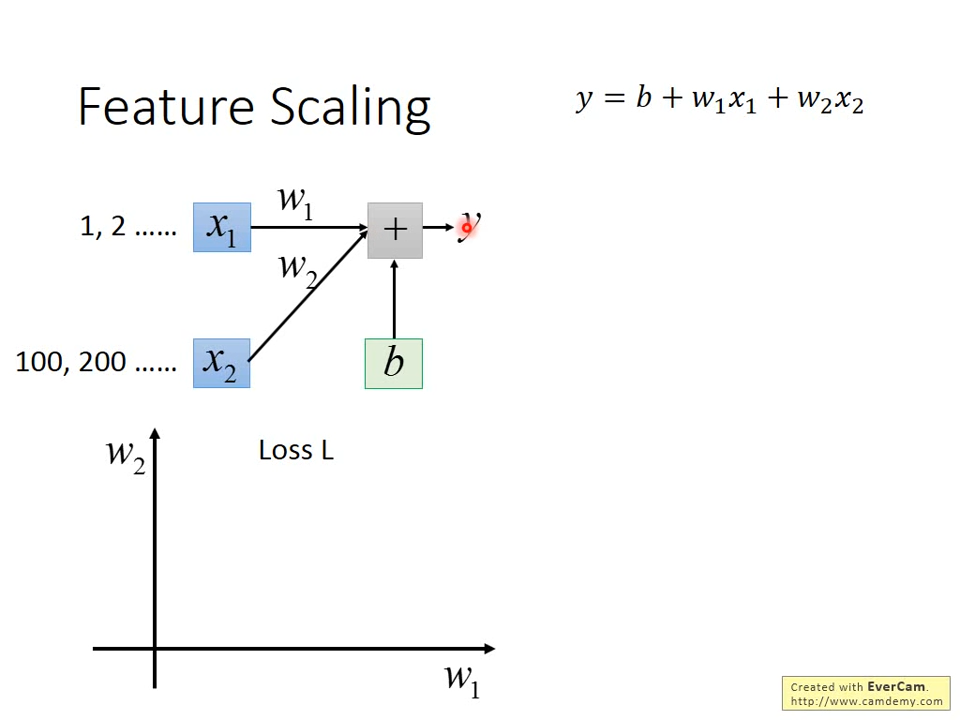 Feature Scaling
y = b + w₁x₁ + w₂x₂
w₁
1, 2 ……
x₁
+
y
w₂
100, 200 ……
x₂
b
w₂
Loss L
w₁
Created with EverCam.
http://www.camdemy.com